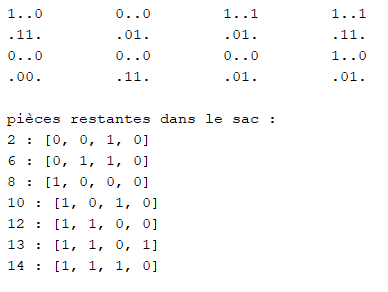 1..0 0..0 1..1 1..1
.11. .01. .01. .11.
0..0 0..0 0..0 1..0
.00. .11. .01. .01.
pièces restantes dans le sac :
2 : [0, 0, 1, 0]
6 : [0, 1, 1, 0]
8 : [1, 0, 0, 0]
10 : [1, 0, 1, 0]
12 : [1, 1, 0, 0]
13 : [1, 1, 0, 1]
14 : [1, 1, 1, 0]